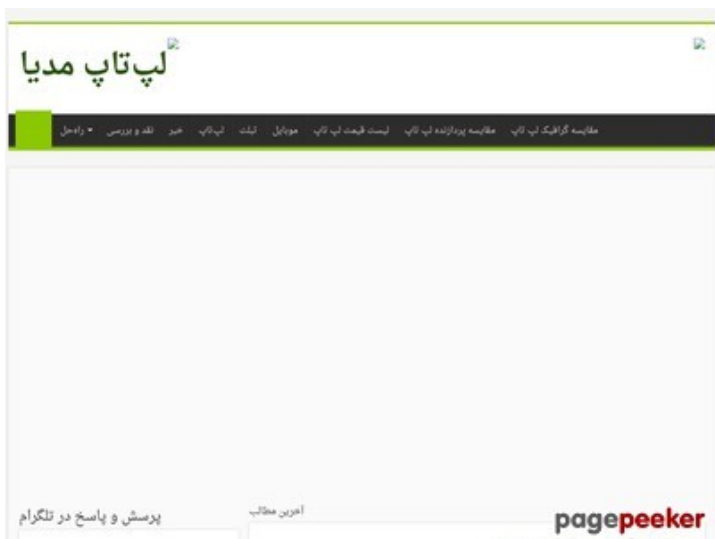 لپ‌تاپ مدیا
مقایسه گرافیک لپ تاپ مقایسه پردازنده لپ تاپ لیست قیمت لپ تاپ موبایل تبلت لپ‌تاپ خبر نقد و بررسی راه‌حل
آخرین مطالب
پرسش و پاسخ در تلگرام
pagepeeker